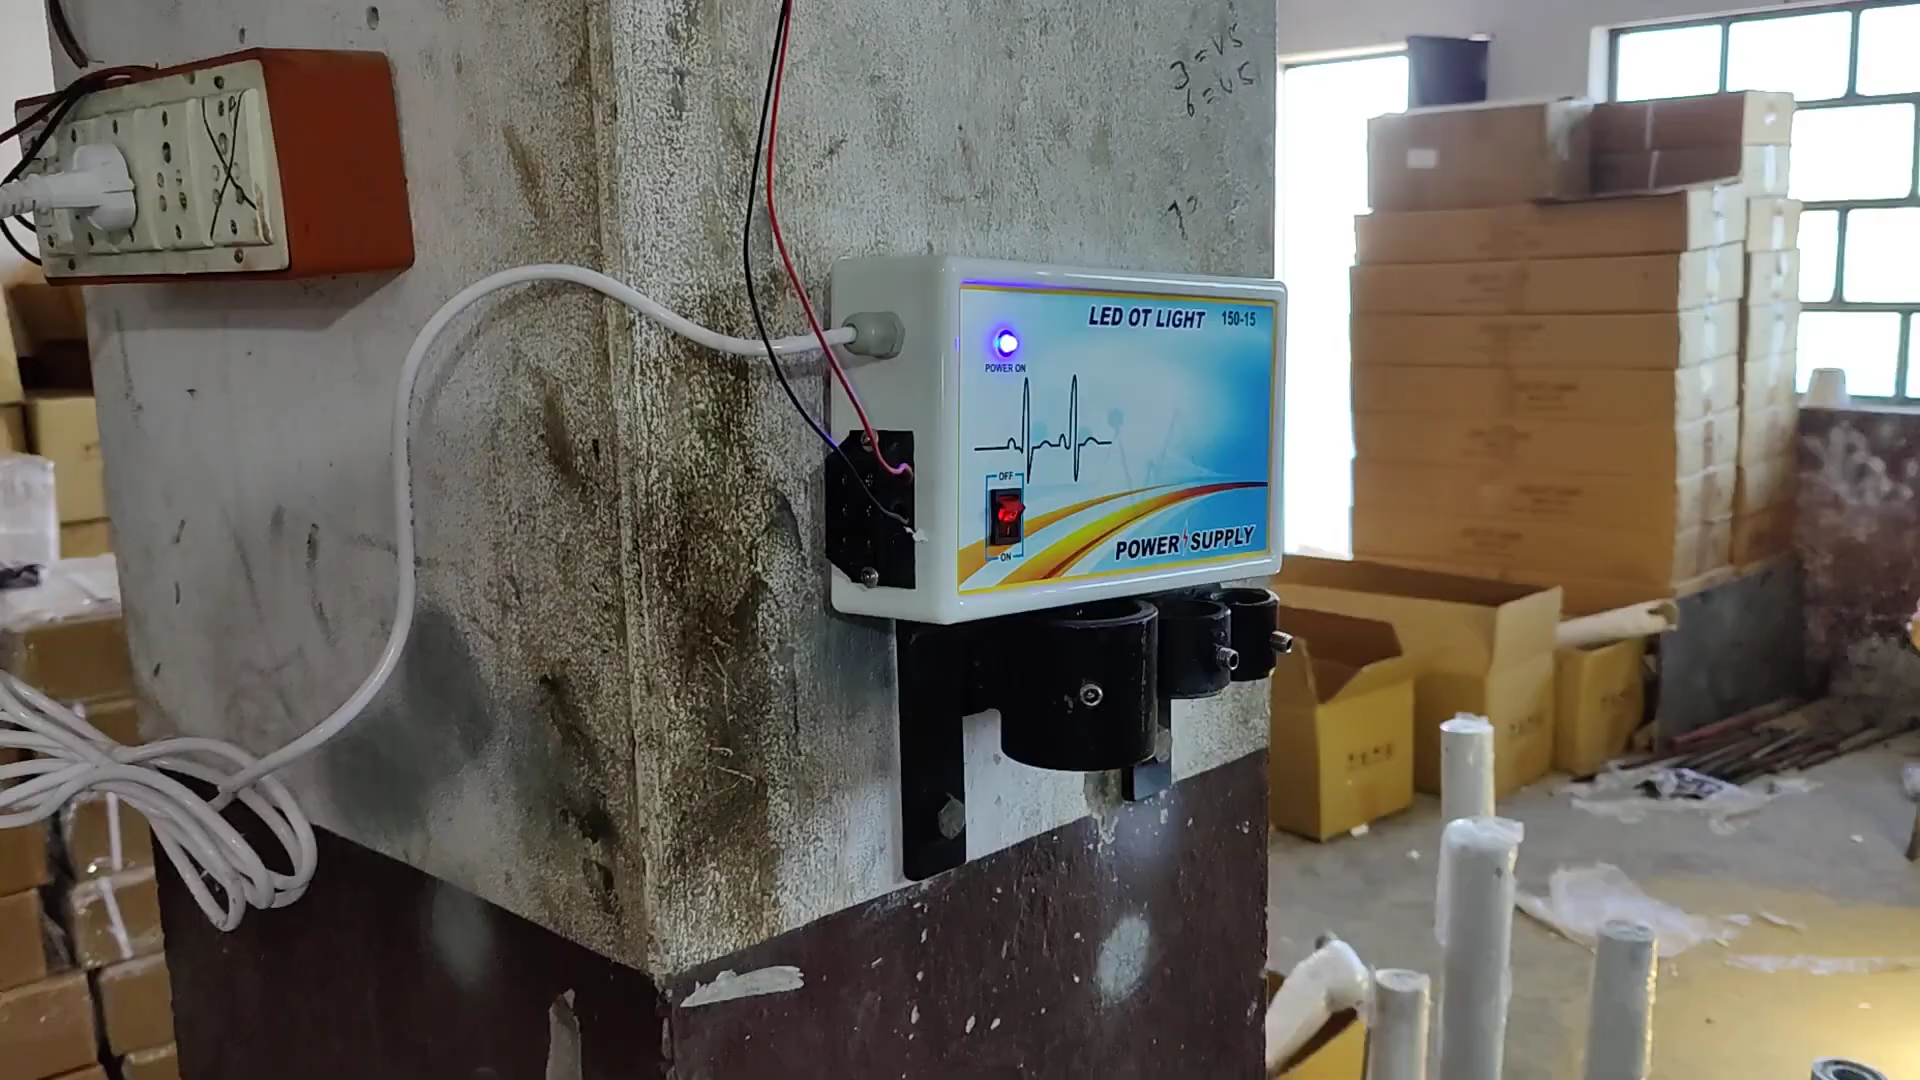 3 = V5
6 = V5
LED OT LIGHT 150-15
POWER ON
OFF
ON
POWER SUPPLY